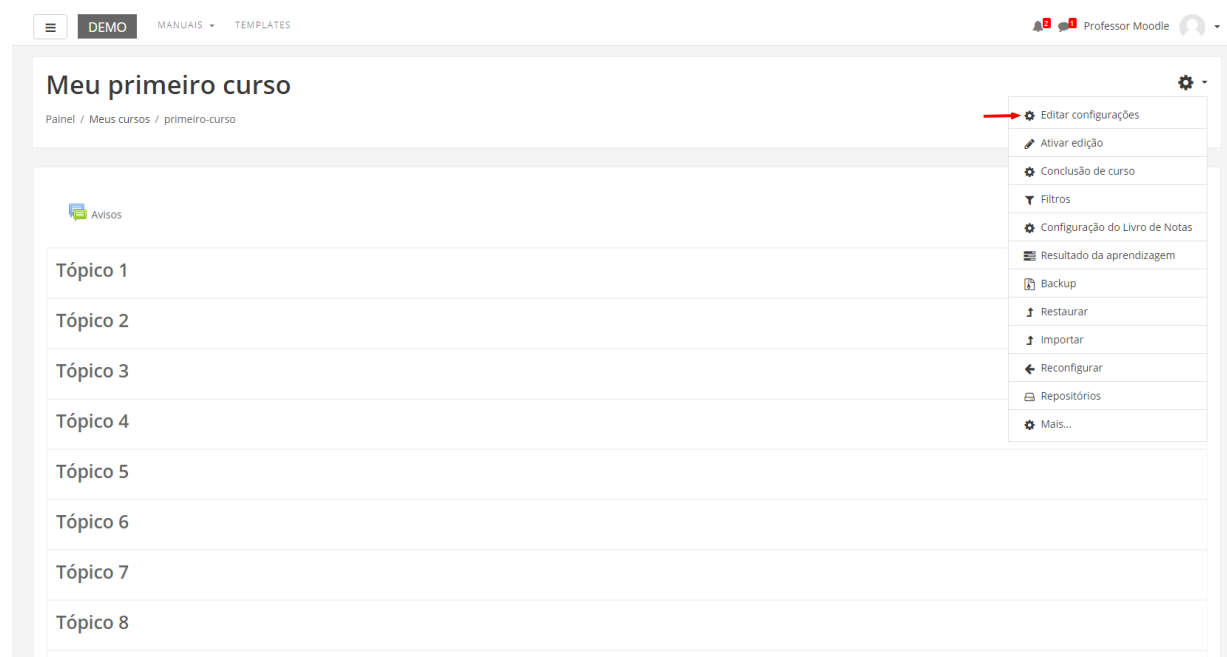 DEMO MANUAIS TEMPLATES 2 1 Professor Moodle
Meu primeiro curso
Painel / Meus cursos / primeiro-curso
Editar configurações
Ativar edição
Conclusão de curso
Filtros
Configuração do Livro de Notas
Resultado da aprendizagem
Backup
Restaurar
Importar
Reconfigurar
Repositórios
Mais...
Avisos
Tópico 1
Tópico 2
Tópico 3
Tópico 4
Tópico 5
Tópico 6
Tópico 7
Tópico 8